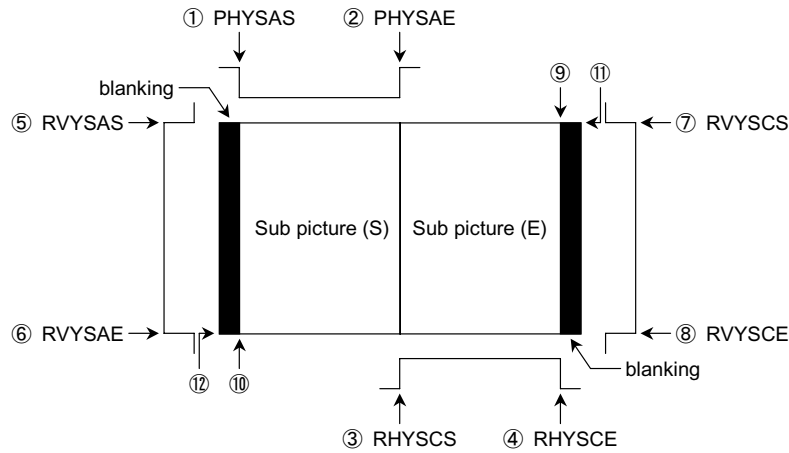 ① PHYSAS ② PHYSAE
blanking ⑨ ⑪
⑤ RVYSAS ⑦ RVYSCS
Sub picture (S) Sub picture (E)
⑥ RVYSAE ⑧ RVYSCE
⑫ ⑩ blanking
③ RHYSCS ④ RHYSCE